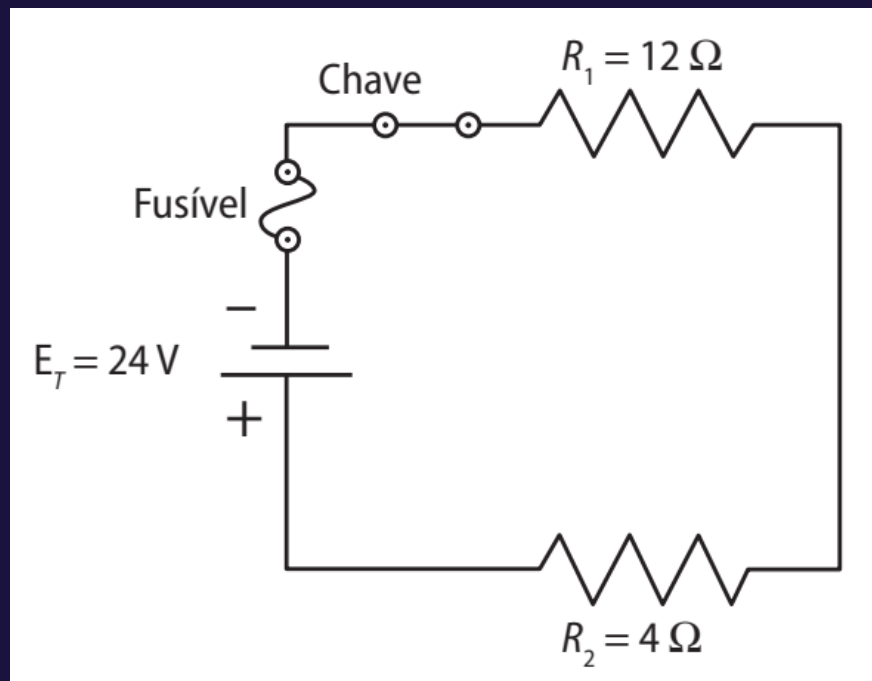 R₁ = 12 Ω
Chave
Fusível
−
E_T = 24 V
+
R₂ = 4 Ω